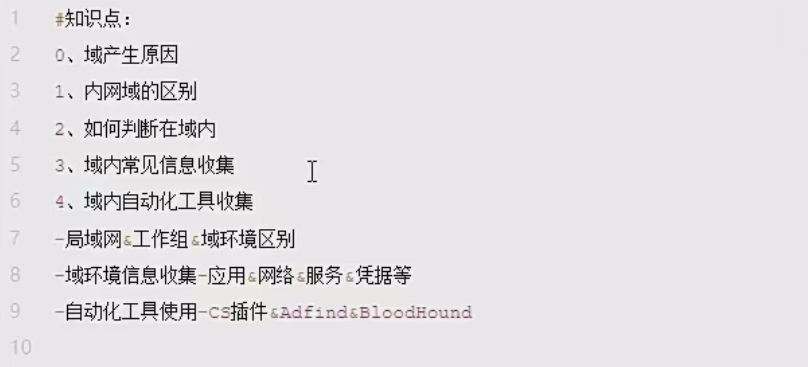 1 #知识点：
2 0、域产生原因
3 1、内网域的区别
4 2、如何判断在域内
5 3、域内常见信息收集
6 4、域内自动化工具收集
7 -局域网&工作组&域环境区别
8 -域环境信息收集-应用&网络&服务&凭据等
9 -自动化工具使用-CS插件&Adfind&BloodHound
10